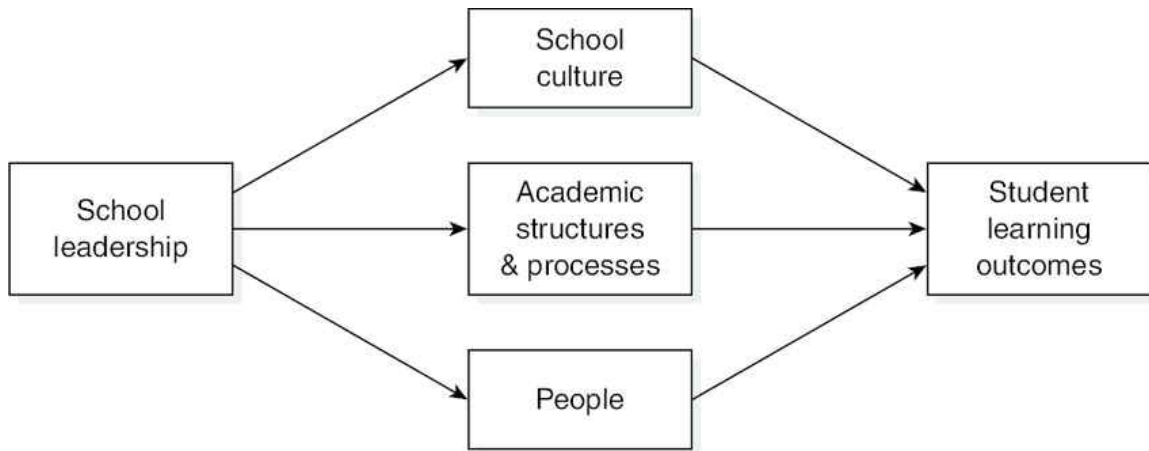 School
culture
School
leadership
Academic
structures
& processes
Student
learning
outcomes
People